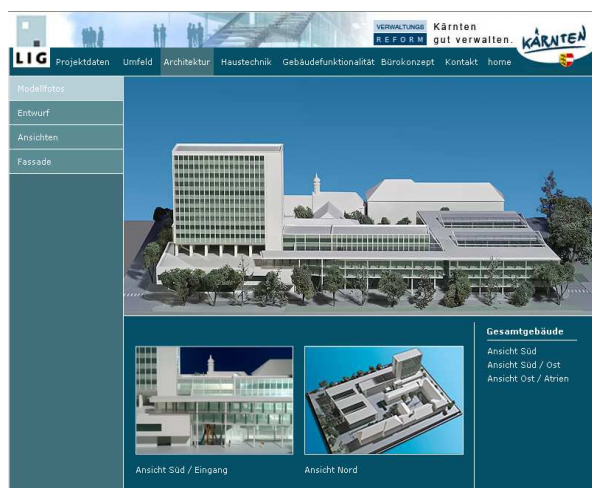 VERWALTUNGS
REFORM
Kärnten
gut verwalten.
KÄRNTEN
LIG
Projektdaten Umfeld Architektur Haustechnik Gebäudefunktionalität Bürokonzept Kontakt home
Modellfotos
Entwurf
Ansichten
Fassade
Gesamtgebäude
Ansicht Süd
Ansicht Süd / Ost
Ansicht Ost / Atrien
Ansicht Süd / Eingang
Ansicht Nord